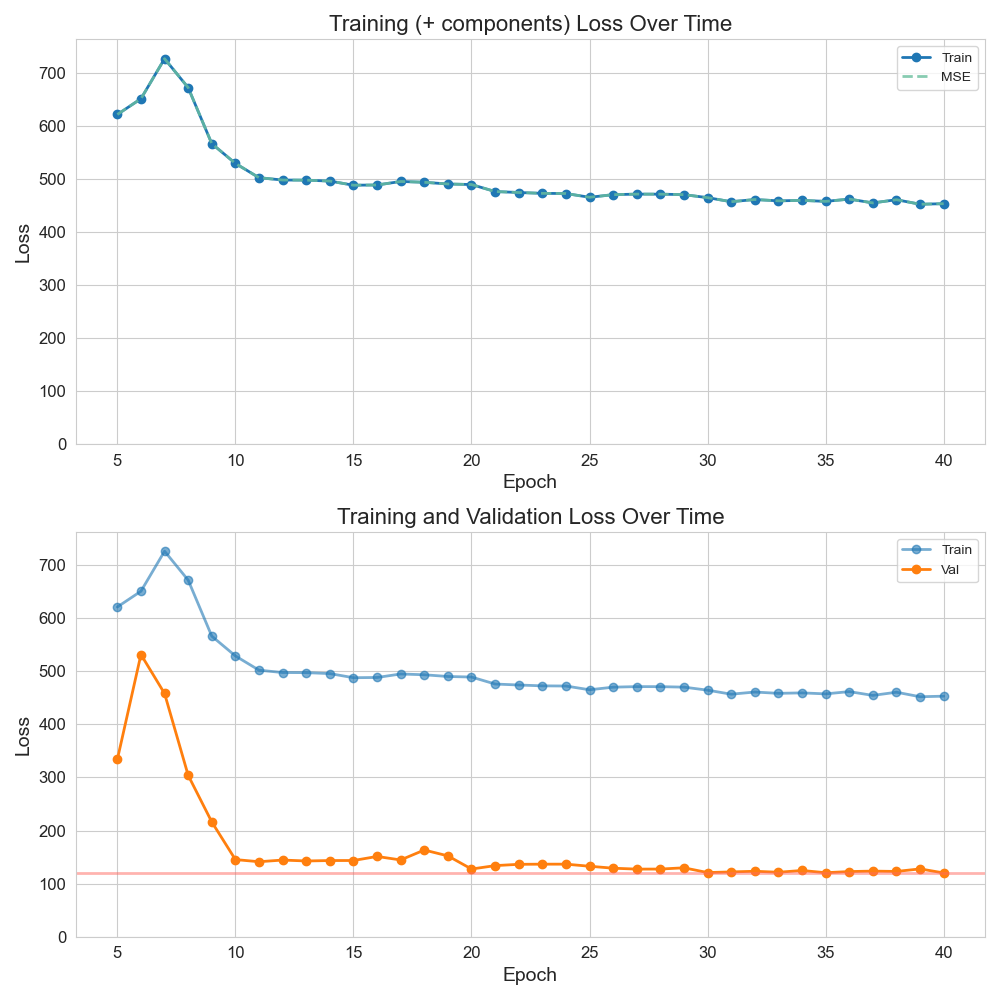 Training (+ components) Loss Over Time
Train
MSE
700
600
500
400
300
200
100
0
Loss
5 10 15 20 25 30 35 40
Epoch
Training and Validation Loss Over Time
Train
Val
700
600
500
400
300
200
100
0
Loss
5 10 15 20 25 30 35 40
Epoch